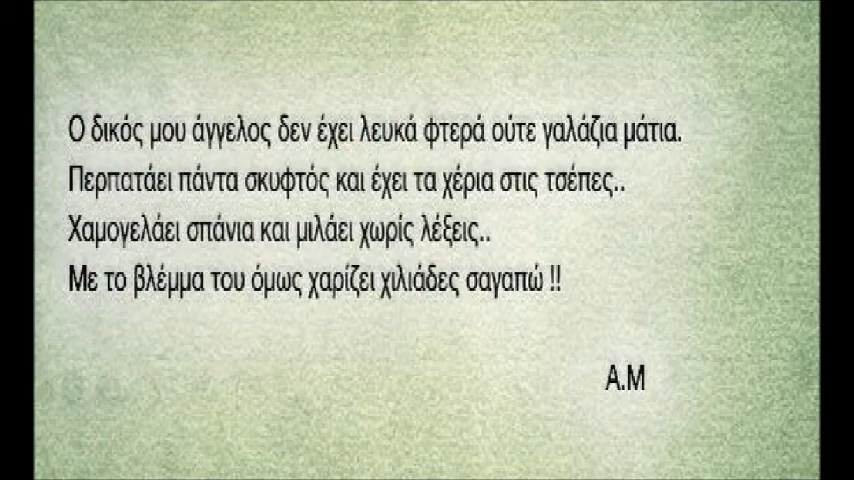 Ο δικός μου άγγελος δεν έχει λευκά φτερά ούτε γαλάζια μάτια.
Περπατάει πάντα σκυφτός και έχει τα χέρια στις τσέπες..
Χαμογελάει σπάνια και μιλάει χωρίς λέξεις..
Με το βλέμμα του όμως χαρίζει χιλιάδες σαγαπώ !!
Α.Μ